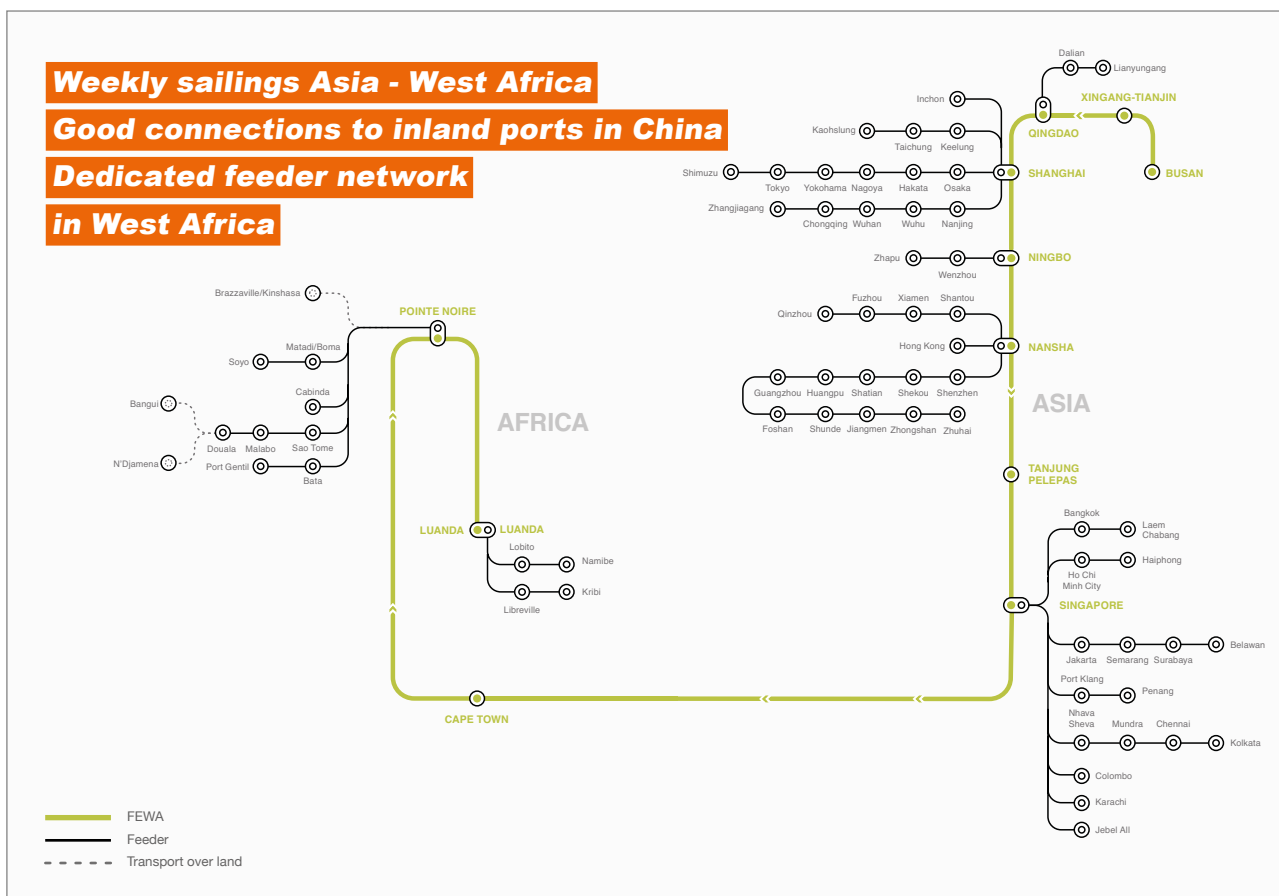 Weekly sailings Asia - West Africa
Good connections to inland ports in China
Dedicated feeder network
in West Africa
Dalian
Lianyungang
XINGANG-TIANJIN
QINGDAO
Inchon
Kaohslung
Taichung
Keelung
Shimuzu
Tokyo
Yokohama
Nagoya
Hakata
Osaka
SHANGHAI
BUSAN
Zhangjiagang
Chongqing
Wuhan
Wuhu
Nanjing
Zhapu
Wenzhou
NINGBO
Brazzaville/Kinshasa
POINTE NOIRE
Fuzhou
Xiamen
Shantou
Qinzhou
Hong Kong
NANSHA
Matadi/Boma
Soyo
Cabinda
Guangzhou
Huangpu
Shatian
Shekou
Shenzhen
Bangui
AFRICA
ASIA
Foshan
Shunde
Jiangmen
Zhongshan
Zhuhai
Douala
Malabo
Sao Tome
N'Djamena
Port Gentil
Bata
TANJUNG
PELEPAS
Bangkok
Laem
Chabang
LUANDA
LUANDA
Lobito
Namibe
Haiphong
Ho Chi
Minh City
Libreville
Kribi
SINGAPORE
Jakarta
Semarang
Surabaya
Belawan
Port Klang
Penang
CAPE TOWN
Nhava
Sheva
Mundra
Chennai
Kolkata
Colombo
Karachi
Jebel All
FEWA
Feeder
Transport over land